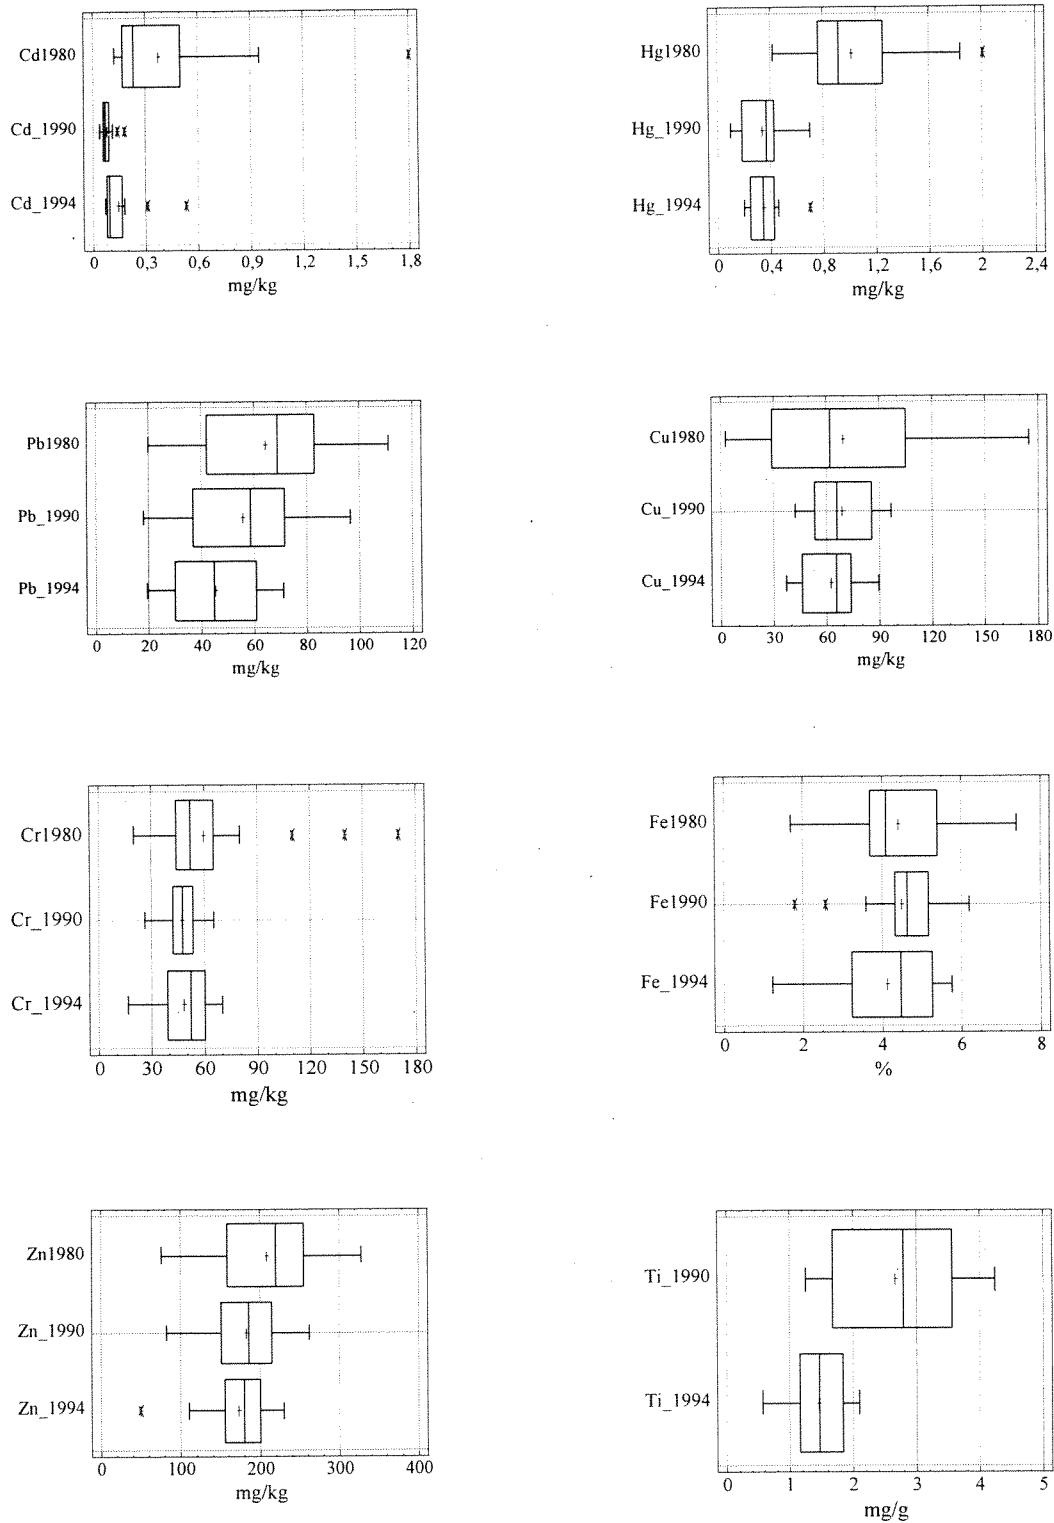 Cd1980
Cd_1990
Cd_1994
0 0,3 0,6 0,9 1,2 1,5 1,8
mg/kg
Hg1980
Hg_1990
Hg_1994
0 0,4 0,8 1,2 1,6 2 2,4
mg/kg
Pb1980
Pb_1990
Pb_1994
0 20 40 60 80 100 120
mg/kg
Cu1980
Cu_1990
Cu_1994
0 30 60 90 120 150 180
mg/kg
Cr1980
Cr_1990
Cr_1994
0 30 60 90 120 150 180
mg/kg
Fe1980
Fe1990
Fe_1994
0 2 4 6 8
%
Zn1980
Zn_1990
Zn_1994
0 100 200 300 400
mg/kg
Ti_1990
Ti_1994
0 1 2 3 4 5
mg/g